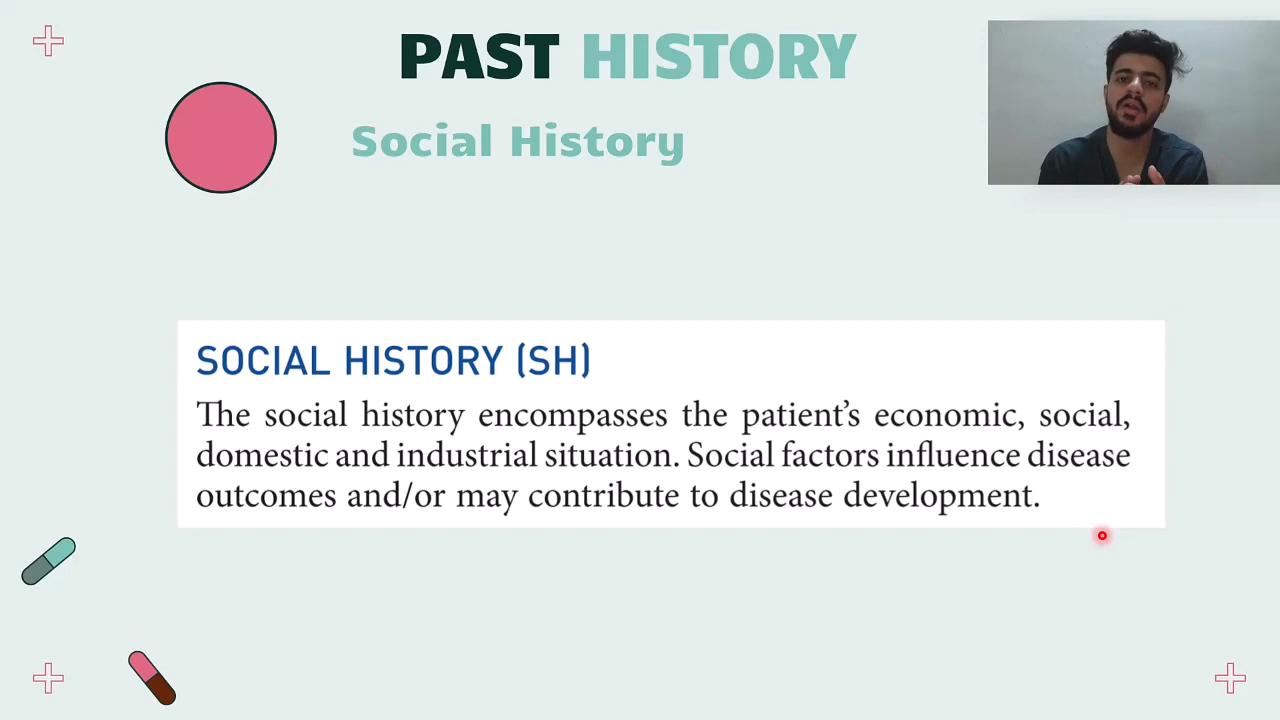 PAST HISTORY
Social History
SOCIAL HISTORY (SH)
The social history encompasses the patient’s economic, social,
domestic and industrial situation. Social factors influence disease
outcomes and/or may contribute to disease development.